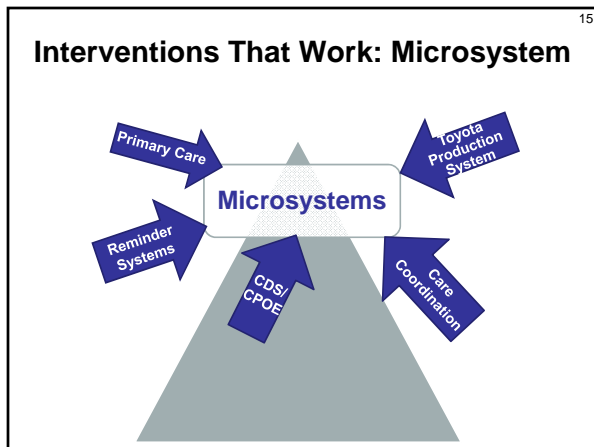 15
Interventions That Work: Microsystem
Primary Care
Toyota
Production
System
Microsystems
Reminder
Systems
CDS/
CPOE
Care
Coordination